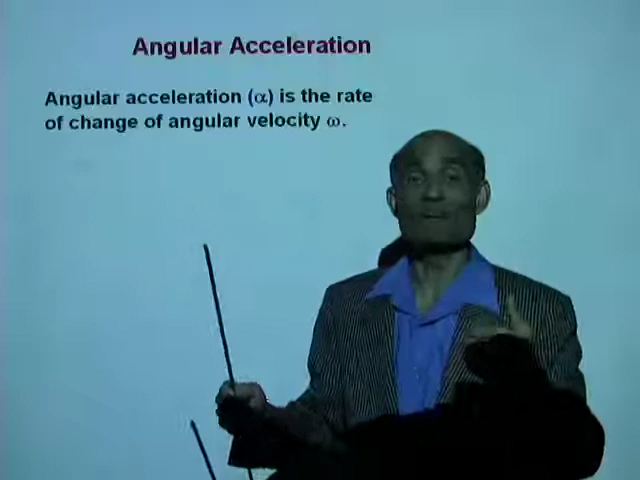 Angular Acceleration
Angular acceleration (α) is the rate
of change of angular velocity ω.